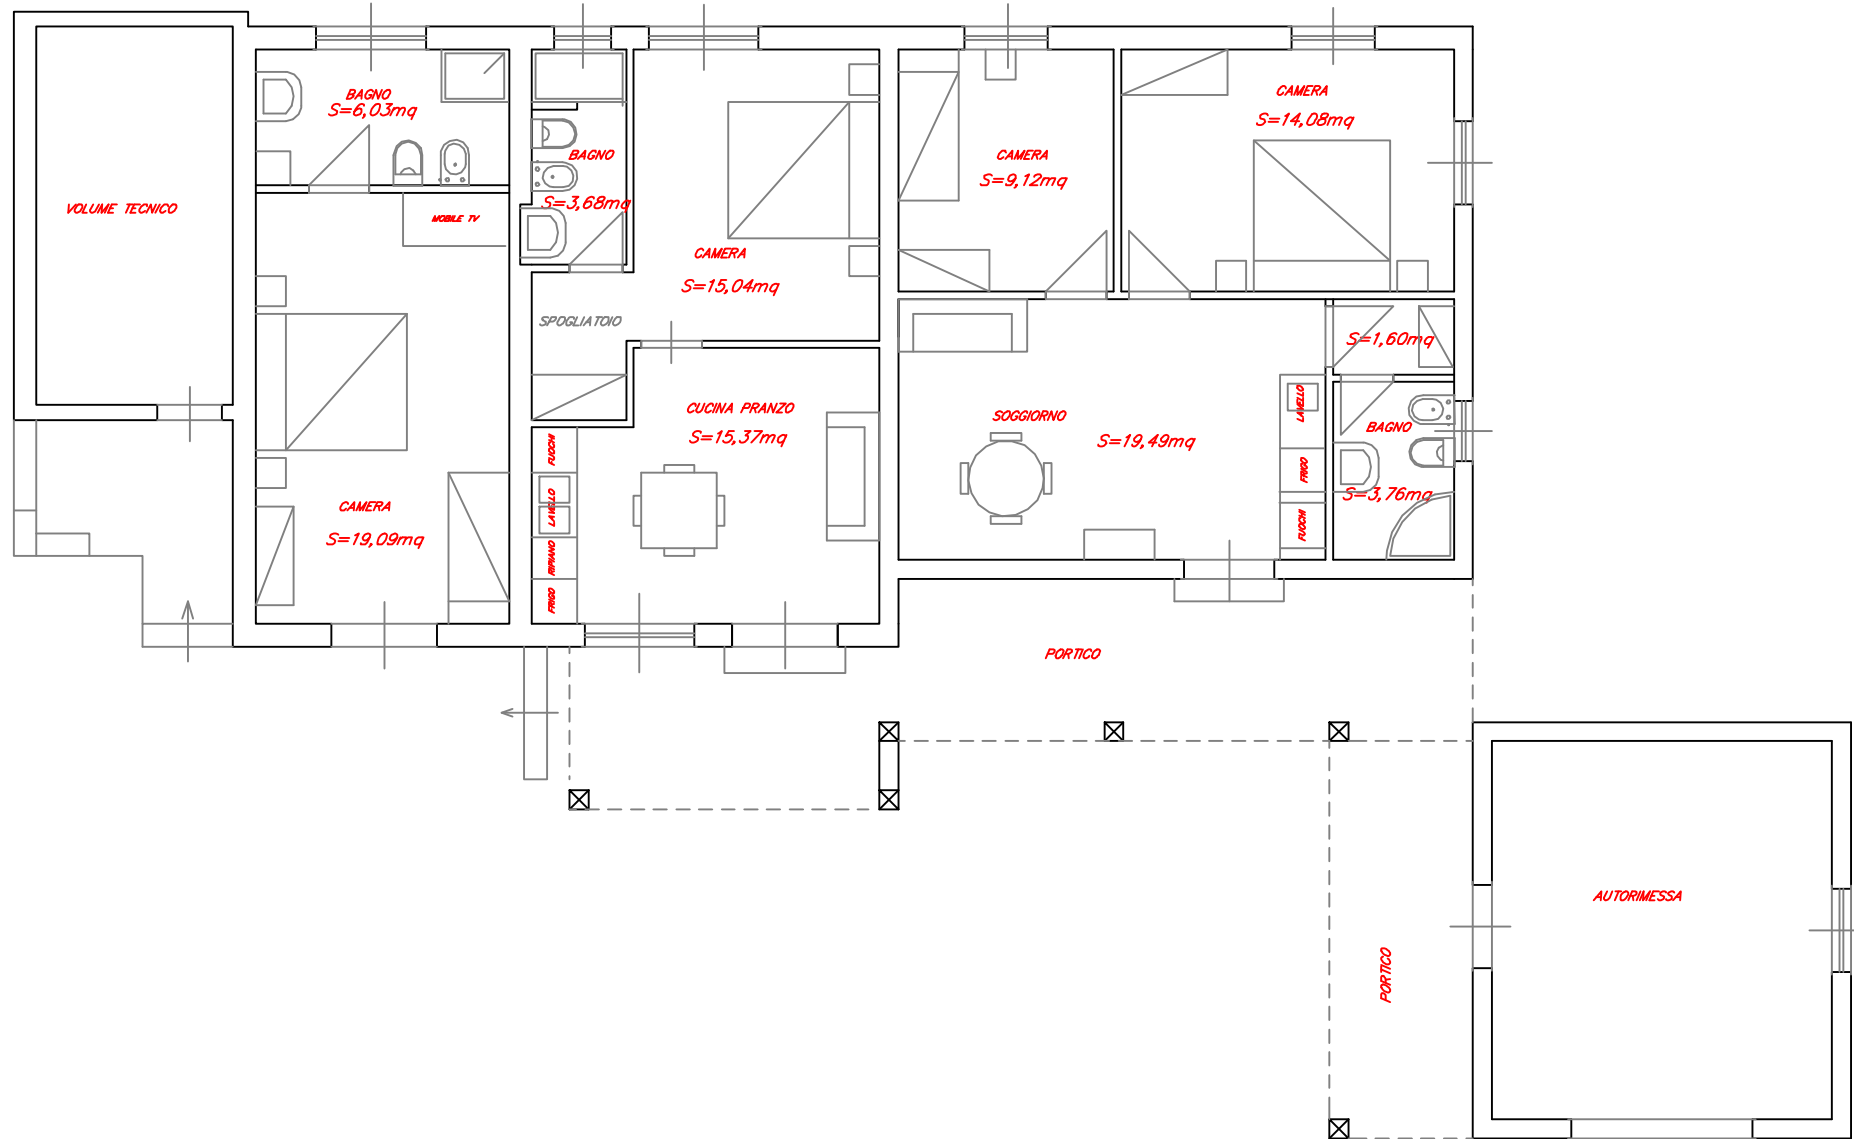 BAGNO
S=6,03mq
VOLUME TECNICO
MOBILE TV
CAMERA
S=19,09mq
BAGNO
S=3,68mq
CAMERA
S=15,04mq
SPOGLIATOIO
CUCINA PRANZO
S=15,37mq
FUOCHI
LAVELLO
RIPIANO
FRIGO
CAMERA
S=9,12mq
CAMERA
S=14,08mq
S=1,60mq
SOGGIORNO
S=19,49mq
LAVELLO
FRIGO
FUOCHI
BAGNO
S=3,76mq
PORTICO
AUTORIMESSA
PORTICO